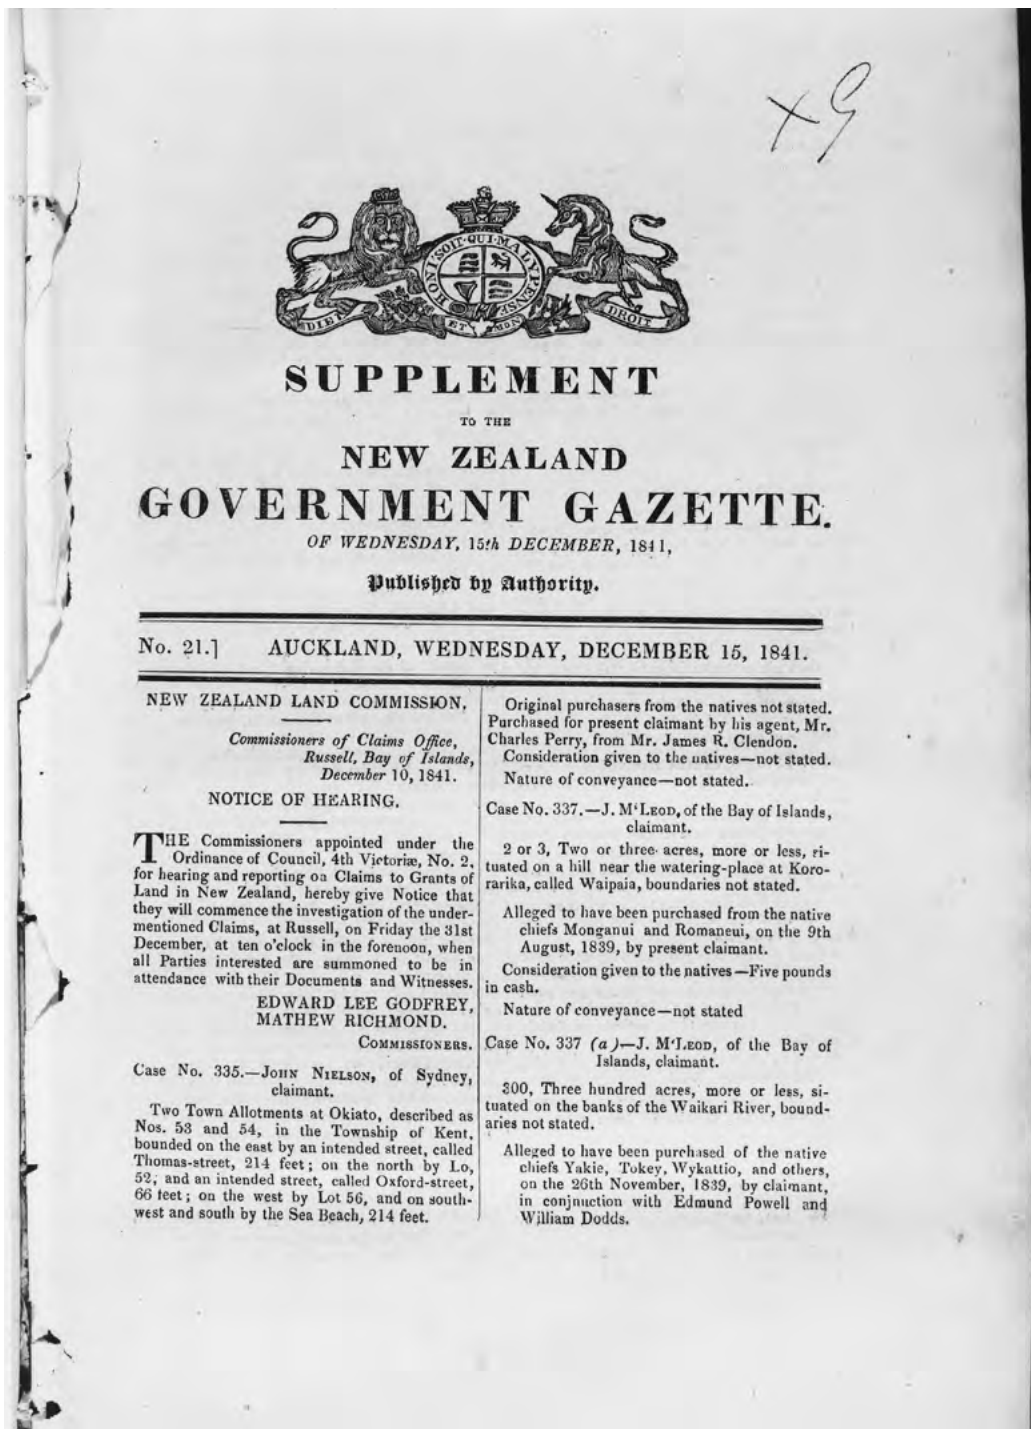 x G
HONI·SOIT·QUI·MAL·Y·PENSE
DIEU ET MON DROIT
SUPPLEMENT
TO THE
NEW ZEALAND
GOVERNMENT GAZETTE.
OF WEDNESDAY, 15th DECEMBER, 1841,
Published by Authority.
No. 21.] AUCKLAND, WEDNESDAY, DECEMBER 15, 1841.
NEW ZEALAND LAND COMMISSION.
Commissioners of Claims Office,
Russell, Bay of Islands,
December 10, 1841.
NOTICE OF HEARING.
THE Commissioners appointed under the
Ordinance of Council, 4th Victoriæ, No. 2,
for hearing and reporting on Claims to Grants of
Land in New Zealand, hereby give Notice that
they will commence the investigation of the under-
mentioned Claims, at Russell, on Friday the 31st
December, at ten o'clock in the forenoon, when
all Parties interested are summoned to be in
attendance with their Documents and Witnesses.
EDWARD LEE GODFREY,
MATHEW RICHMOND.
COMMISSIONERS.
Case No. 335.—JOHN NIELSON, of Sydney,
claimant.
Two Town Allotments at Okiato, described as
Nos. 53 and 54, in the Township of Kent,
bounded on the east by an intended street, called
Thomas-street, 214 feet; on the north by Lo,
52, and an intended street, called Oxford-street,
66 feet; on the west by Lot 56, and on south-
west and south by the Sea Beach, 214 feet.
Original purchasers from the natives not stated.
Purchased for present claimant by his agent, Mr.
Charles Perry, from Mr. James R. Clendon.
Consideration given to the natives—not stated.
Nature of conveyance—not stated.
Case No. 337.—J. M'LEOD, of the Bay of Islands,
claimant.
2 or 3, Two or three acres, more or less, si-
tuated on a hill near the watering-place at Koro-
rarika, called Waipaia, boundaries not stated.
Alleged to have been purchased from the native
chiefs Monganui and Romaneui, on the 9th
August, 1839, by present claimant.
Consideration given to the natives—Five pounds
in cash.
Nature of conveyance—not stated
Case No. 337 (a)—J. M'LEOD, of the Bay of
Islands, claimant.
300, Three hundred acres, more or less, si-
tuated on the banks of the Waikari River, bound-
aries not stated.
Alleged to have been purchased of the native
chiefs Yakie, Tokey, Wykattio, and others,
on the 26th November, 1839, by claimant,
in conjnuction with Edmund Powell and
William Dodds.